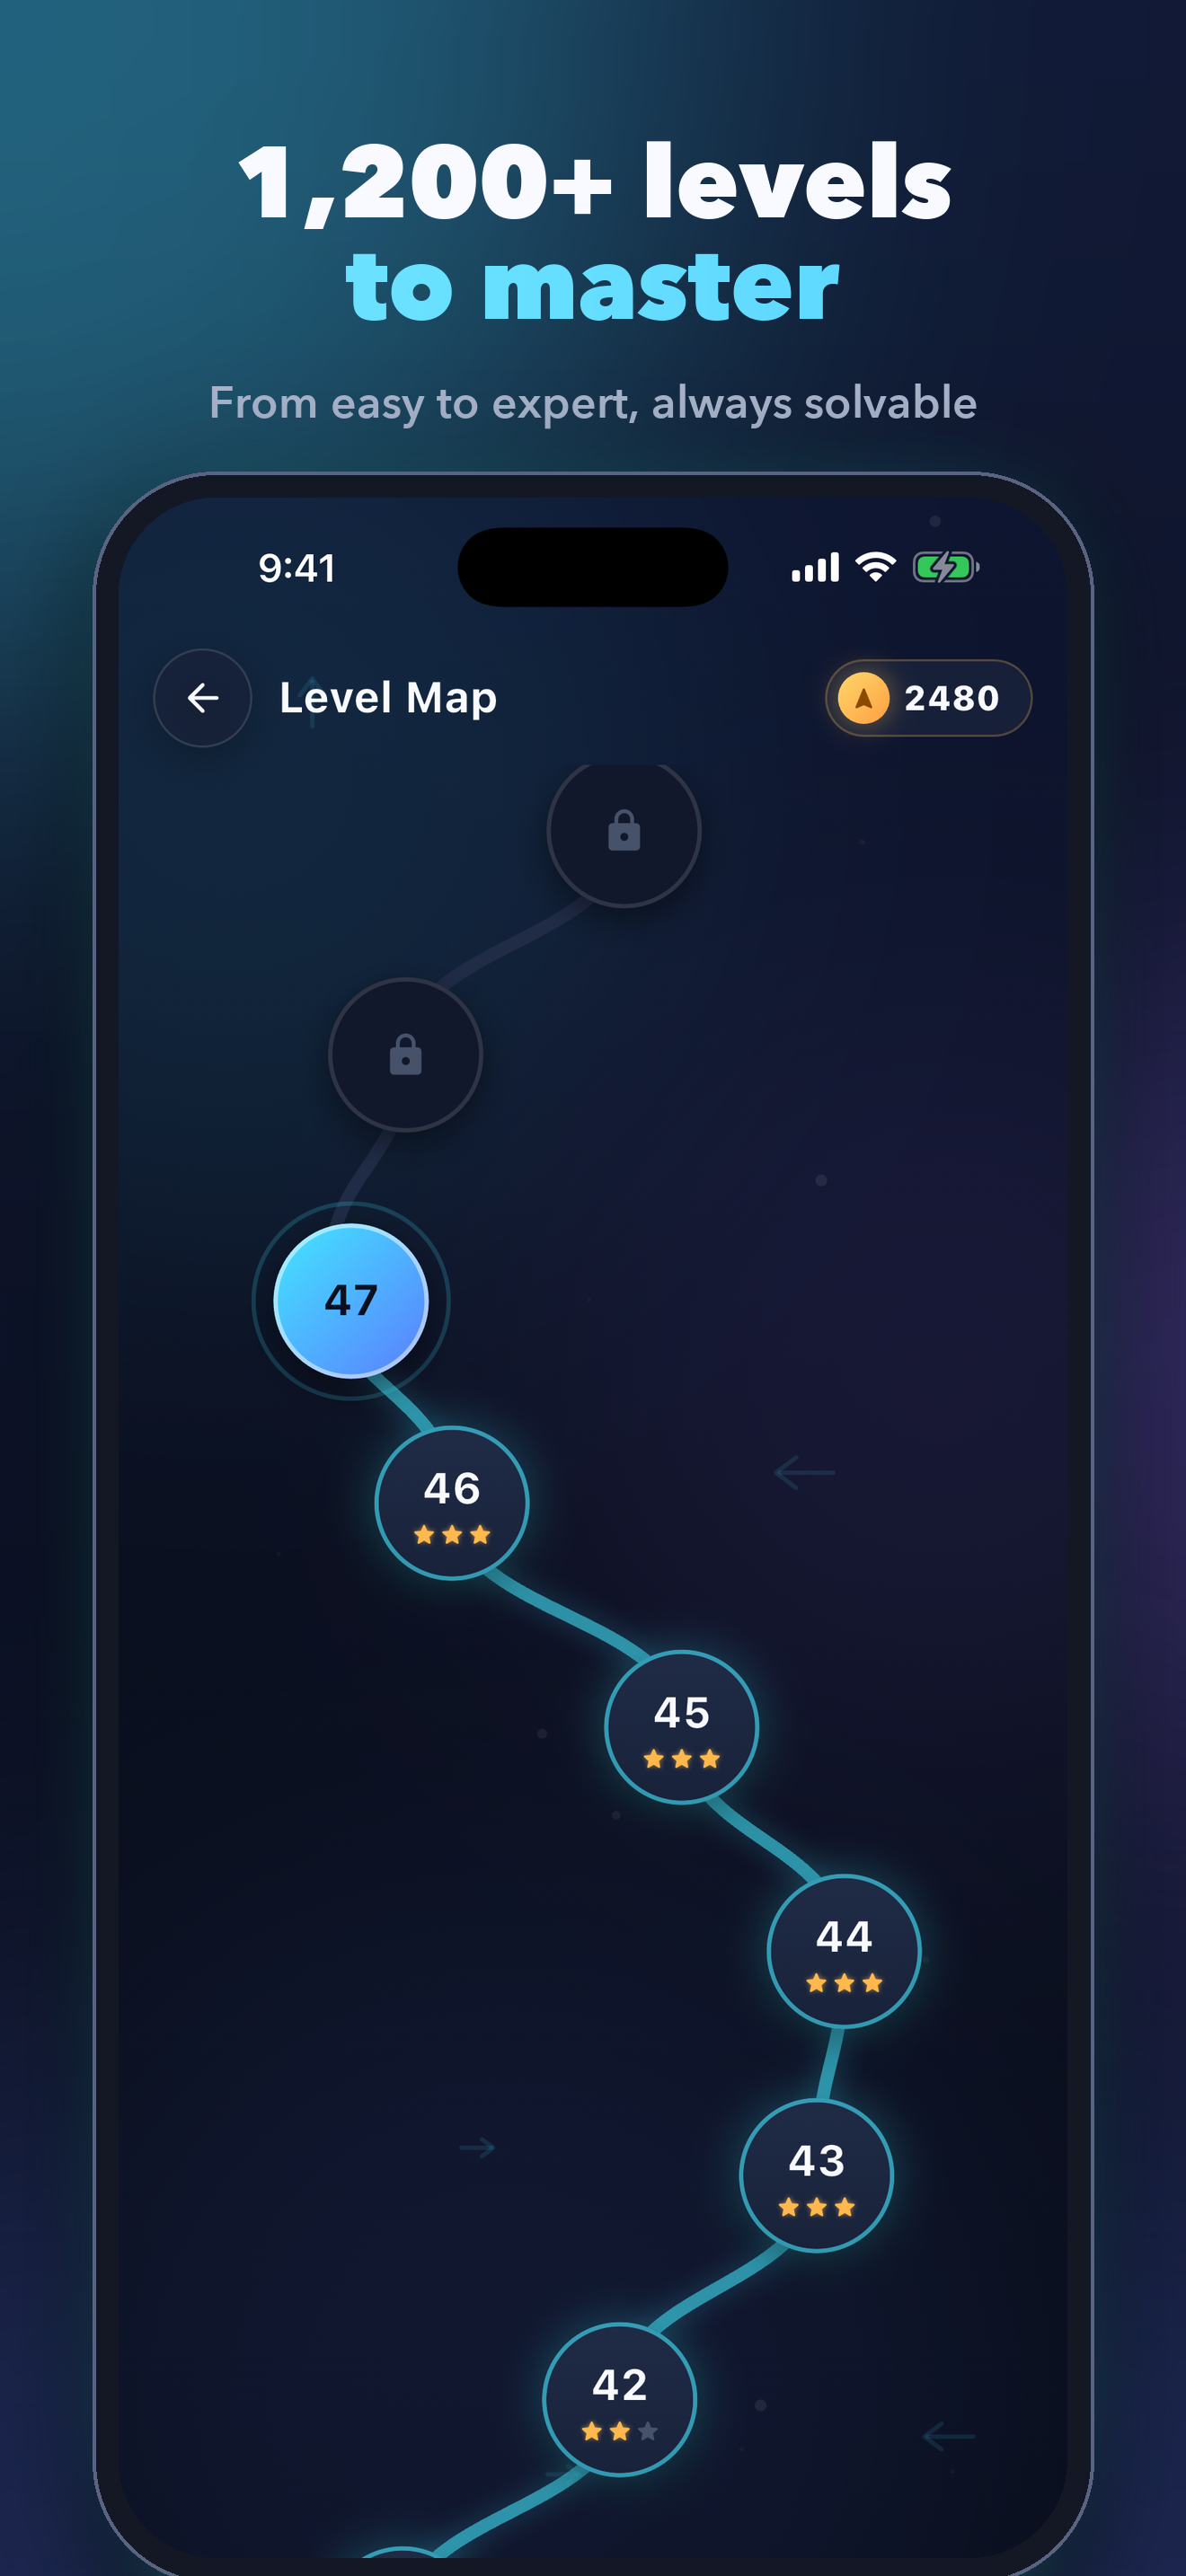 1,200+ levels
to master
From easy to expert, always solvable
9:41
Level Map
2480
47
46
45
44
43
42